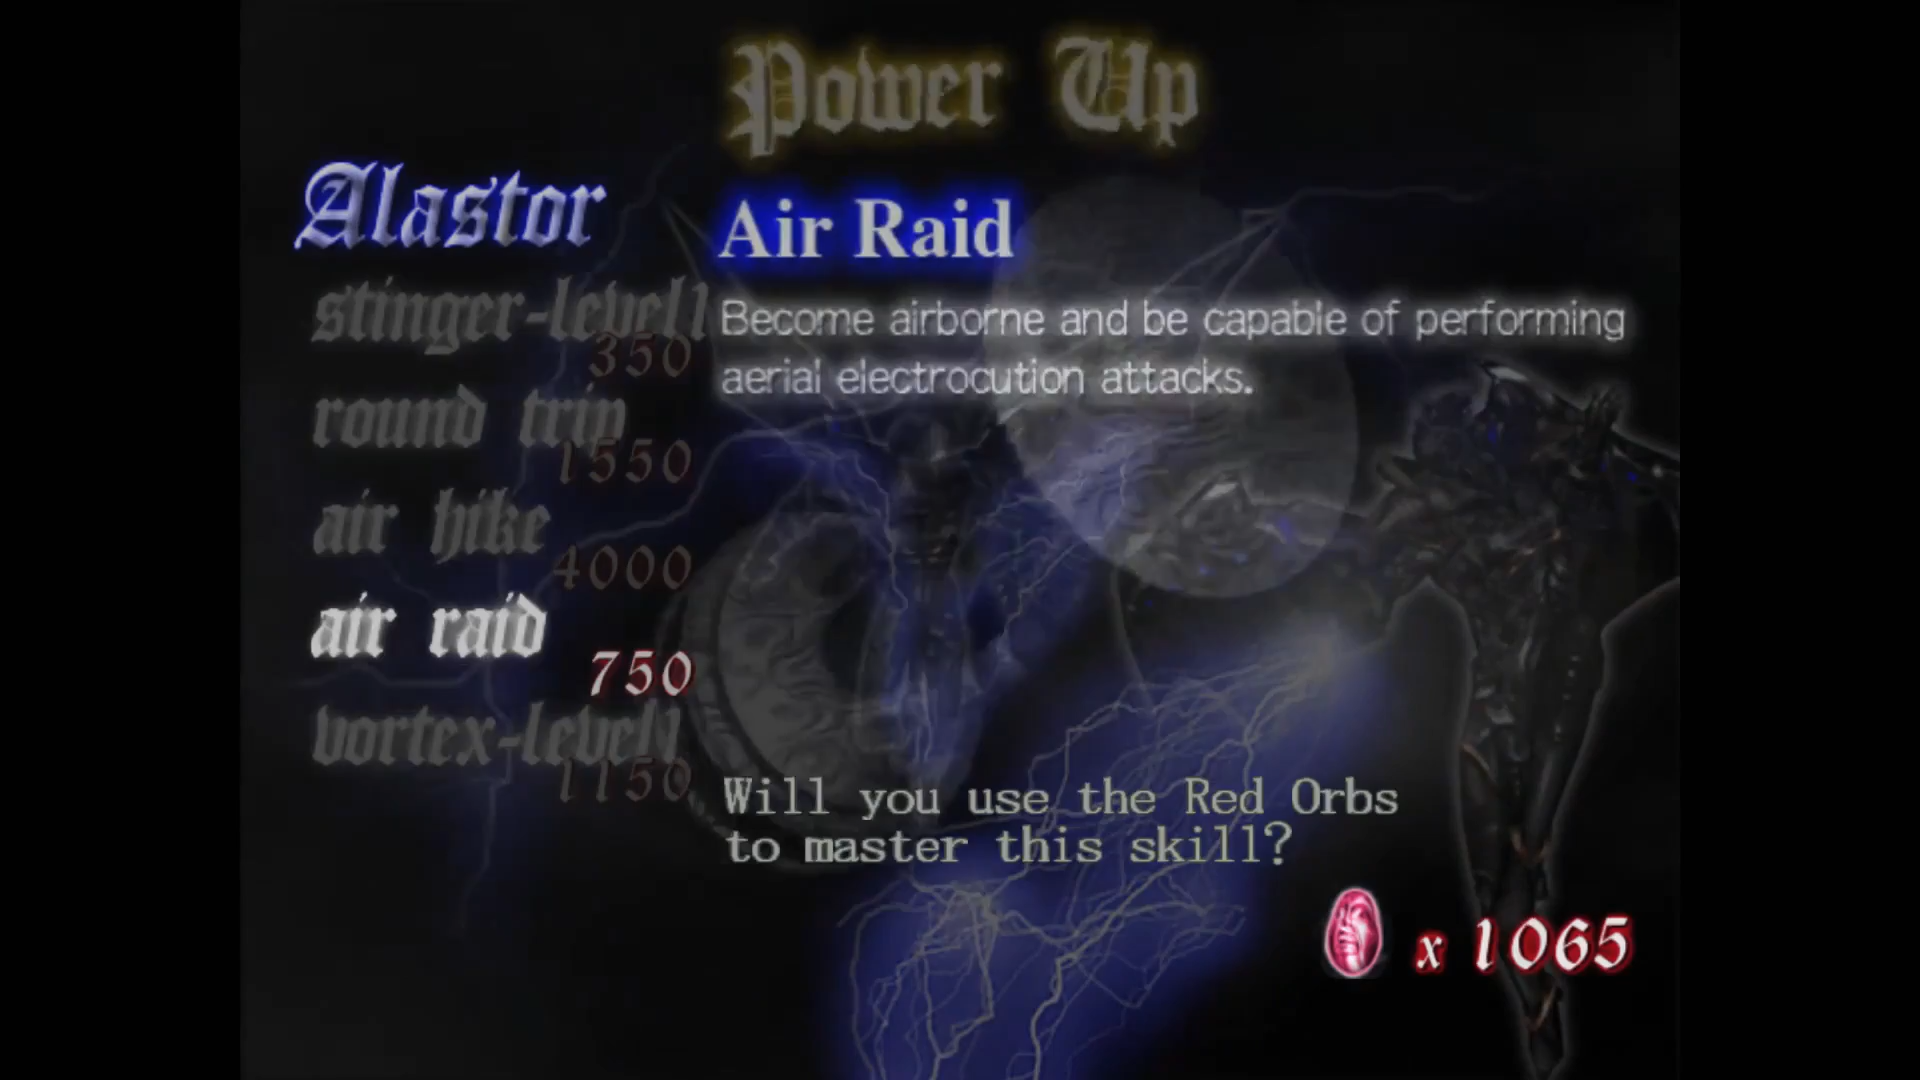 Power Up
Alastor
stinger-level1
350
round trip
1550
air hike
4000
air raid
750
vortex-level1
1150
Air Raid
Become airborne and be capable of performing
aerial electrocution attacks.
Will you use the Red Orbs
to master this skill?
x 1065